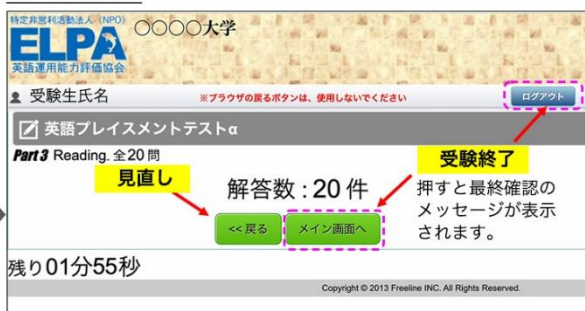 特定非営利活動法人 (NPO)
ELPA
英語運用能力評価協会
〇〇〇〇大学
受験生氏名
※ブラウザの戻るボタンは、使用しないでください
ログアウト
英語プレイスメントテストα
Part 3 Reading. 全20問
見直し
受験終了
解答数 : 20 件
押すと最終確認の
メッセージが表示
されます。
<< 戻る
メイン画面へ
残り01分55秒
Copyright © 2013 Freeline INC. All Rights Reserved.